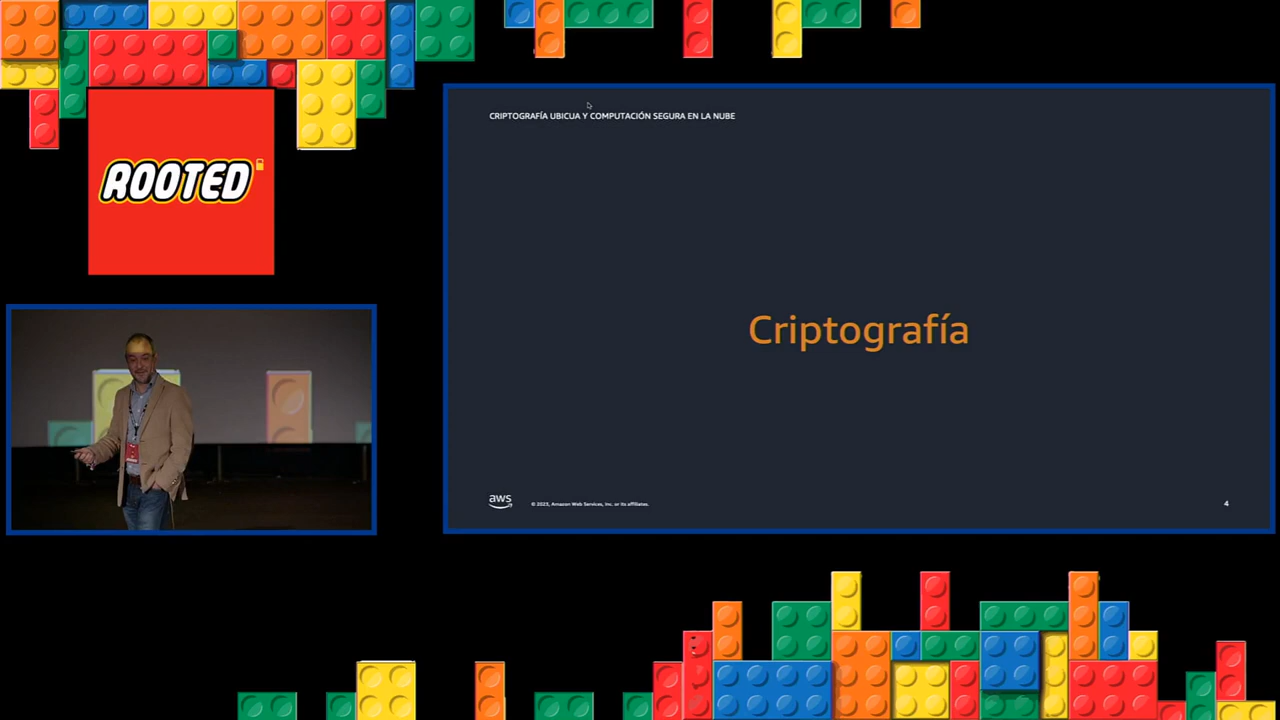 ROOTED
CRIPTOGRAFÍA UBICUA Y COMPUTACIÓN SEGURA EN LA NUBE
Criptografía
aws
© 2023, Amazon Web Services, Inc. or its affiliates.
4